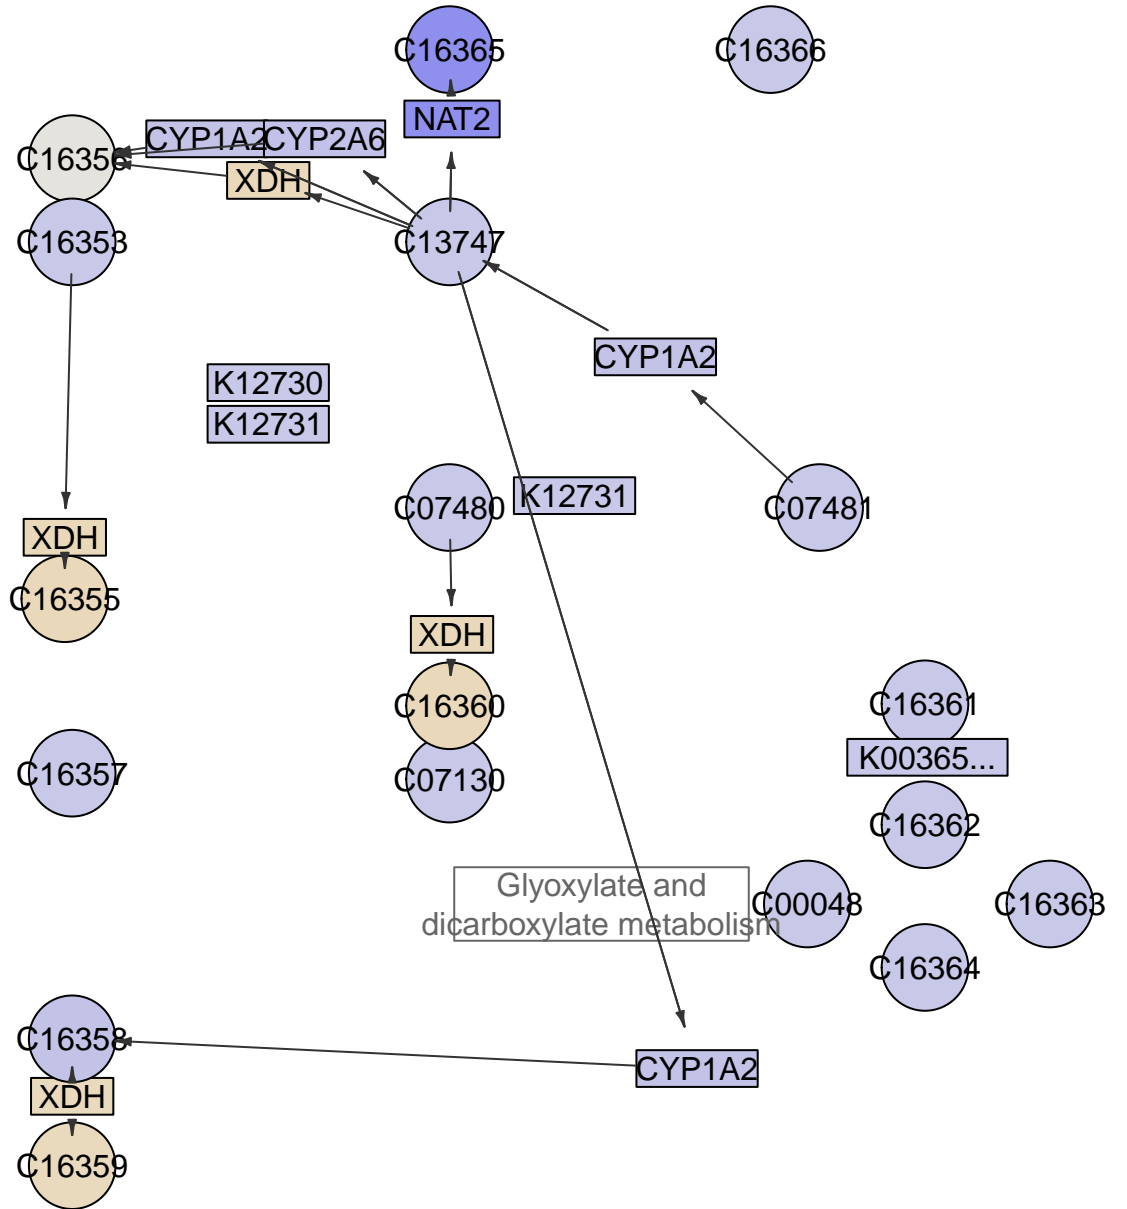 C16365
C16366
NAT2
CYP1A2
CYP2A6
C16356
XDH
C16353
C13747
CYP1A2
K12730
K12731
K12731
C07480
C07481
XDH
C16355
XDH
C16360
C16361
K00365...
C16357
C07130
C16362
Glyoxylate and
dicarboxylate metabolism
C00048
C16363
C16364
C16358
CYP1A2
XDH
C16359